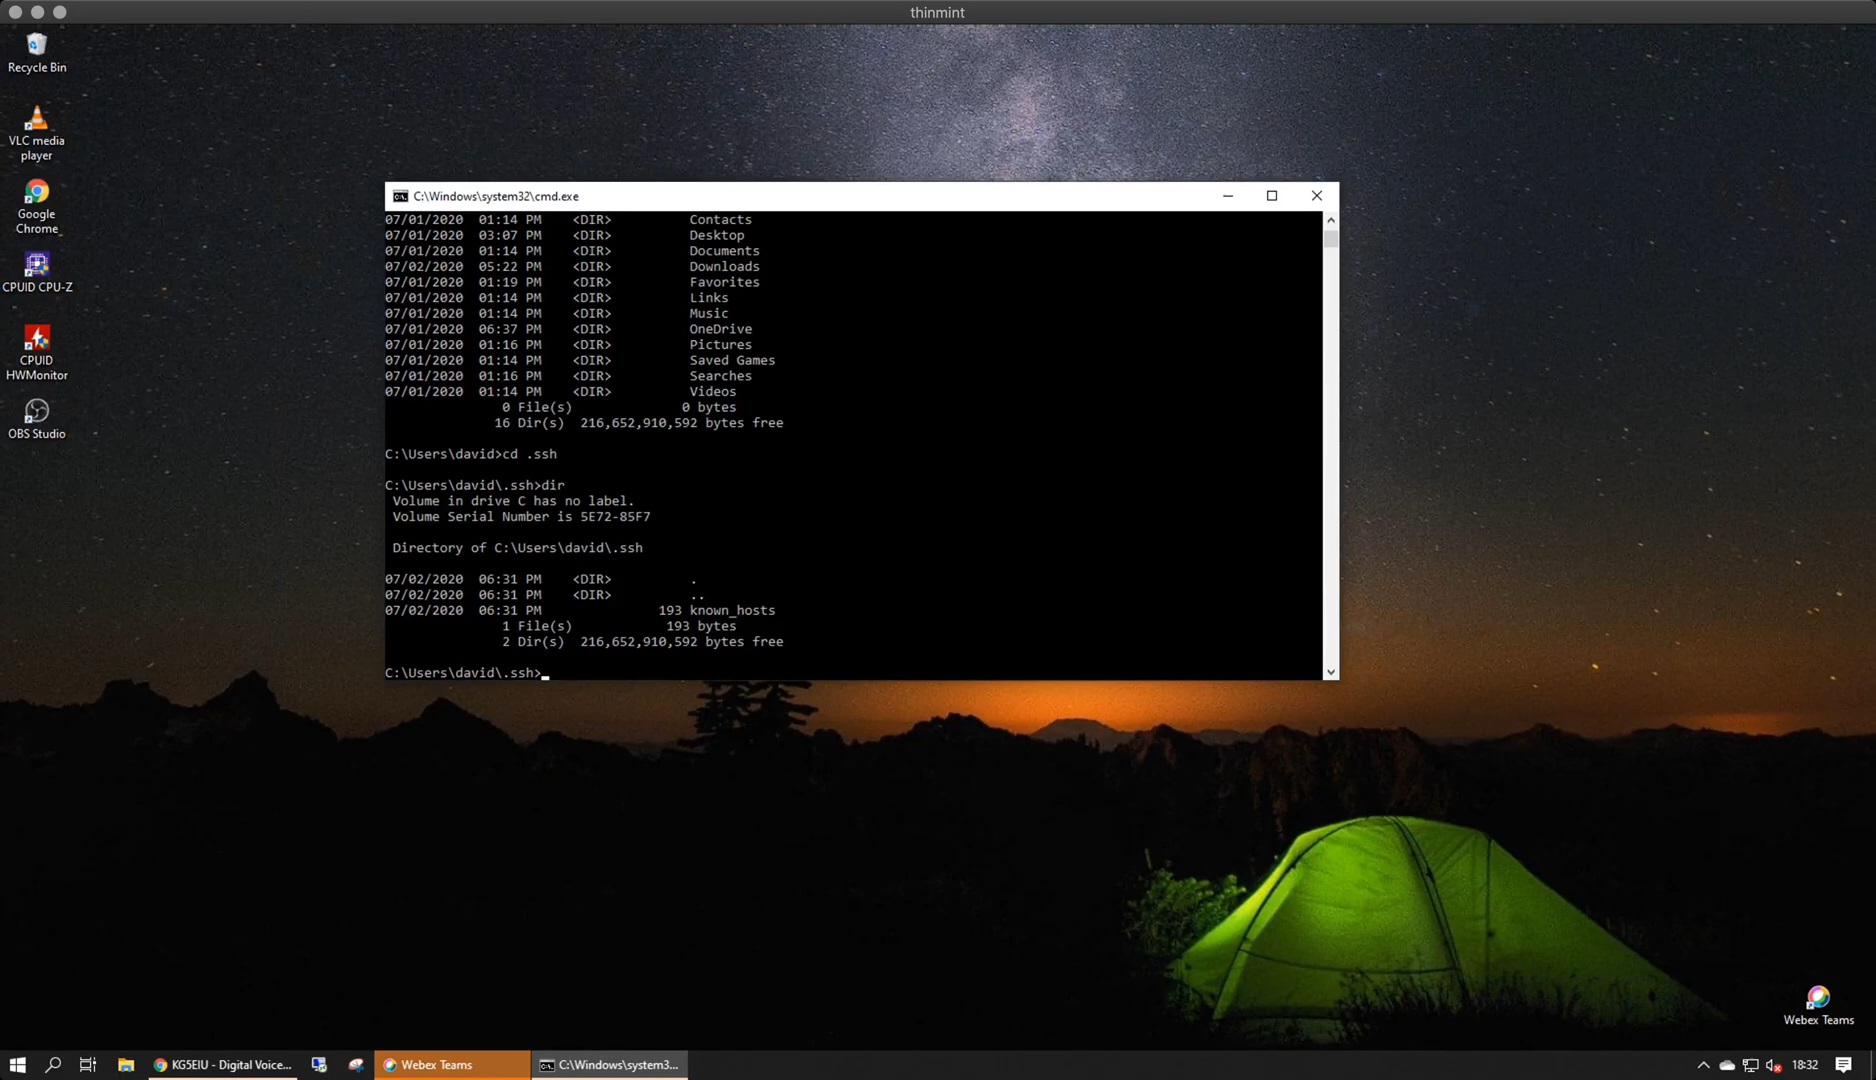 thinmint
Recycle Bin
VLC media
player
Google
Chrome
CPUID CPU-Z
CPUID
HWMonitor
OBS Studio
C:\Windows\system32\cmd.exe
07/01/2020  01:14 PM    <DIR>          Contacts
07/01/2020  03:07 PM    <DIR>          Desktop
07/01/2020  01:14 PM    <DIR>          Documents
07/02/2020  05:22 PM    <DIR>          Downloads
07/01/2020  01:19 PM    <DIR>          Favorites
07/01/2020  01:14 PM    <DIR>          Links
07/01/2020  01:14 PM    <DIR>          Music
07/01/2020  06:37 PM    <DIR>          OneDrive
07/01/2020  01:16 PM    <DIR>          Pictures
07/01/2020  01:14 PM    <DIR>          Saved Games
07/01/2020  01:16 PM    <DIR>          Searches
07/01/2020  01:14 PM    <DIR>          Videos
0 File(s)              0 bytes
16 Dir(s)  216,652,910,592 bytes free
C:\Users\david>cd .ssh
C:\Users\david\.ssh>dir
Volume in drive C has no label.
Volume Serial Number is 5E72-85F7
Directory of C:\Users\david\.ssh
07/02/2020  06:31 PM    <DIR>          .
07/02/2020  06:31 PM    <DIR>          ..
07/02/2020  06:31 PM               193 known_hosts
1 File(s)            193 bytes
2 Dir(s)  216,652,910,592 bytes free
C:\Users\david\.ssh>
Webex Teams
KG5EIU - Digital Voice...
Webex Teams
C:\Windows\system3...
18:32